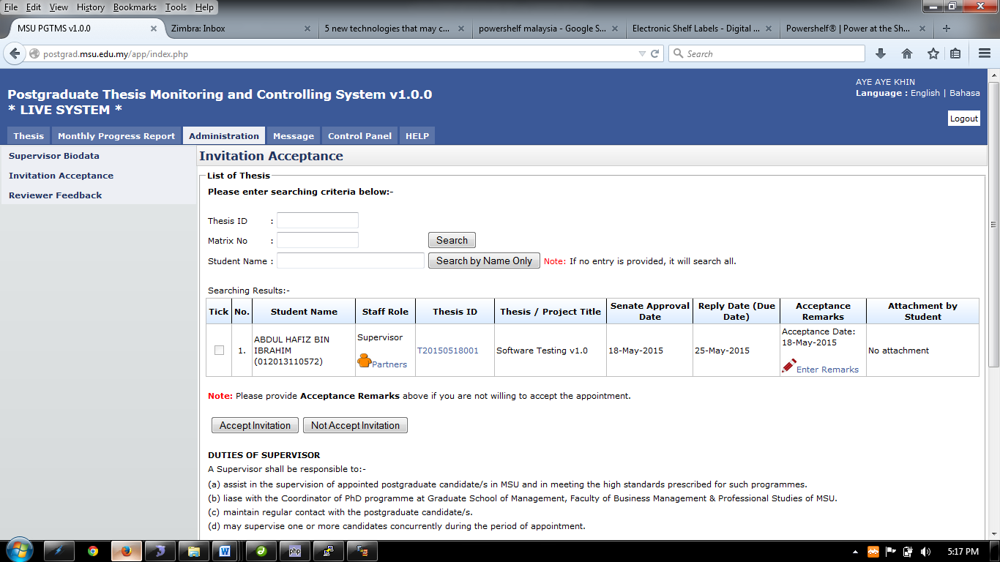 File Edit View History Bookmarks Tools Help
MSU PGTMS v1.0.0 Zimbra: Inbox 5 new technologies that may c... powershelf malaysia - Google S... Electronic Shelf Labels - Digital ... Powershelf® | Power at the Sh...
postgrad.msu.edu.my/app/index.php Search
AYE AYE KHIN
Language : English | Bahasa
Postgraduate Thesis Monitoring and Controlling System v1.0.0
* LIVE SYSTEM *
Logout
Thesis Monthly Progress Report Administration Message Control Panel HELP
Supervisor Biodata
Invitation Acceptance
Reviewer Feedback
Invitation Acceptance
List of Thesis
Please enter searching criteria below:-
Thesis ID :
Matrix No : Search
Student Name : Search by Name Only Note: If no entry is provided, it will search all.
Searching Results:-
Tick No. Student Name Staff Role Thesis ID Thesis / Project Title Senate Approval Date Reply Date (Due Date) Acceptance Remarks Attachment by Student
1. ABDUL HAFIZ BIN IBRAHIM (012013110572) Supervisor Partners T20150518001 Software Testing v1.0 18-May-2015 25-May-2015 Acceptance Date: 18-May-2015 Enter Remarks No attachment
Note: Please provide Acceptance Remarks above if you are not willing to accept the appointment.
Accept Invitation Not Accept Invitation
DUTIES OF SUPERVISOR
A Supervisor shall be responsible to:-
(a) assist in the supervision of appointed postgraduate candidate/s in MSU and in meeting the high standards prescribed for such programmes.
(b) liase with the Coordinator of PhD programme at Graduate School of Management, Faculty of Business Management & Professional Studies of MSU.
(c) maintain regular contact with the postgraduate candidate/s.
(d) may supervise one or more candidates concurrently during the period of appointment.
php
5:17 PM